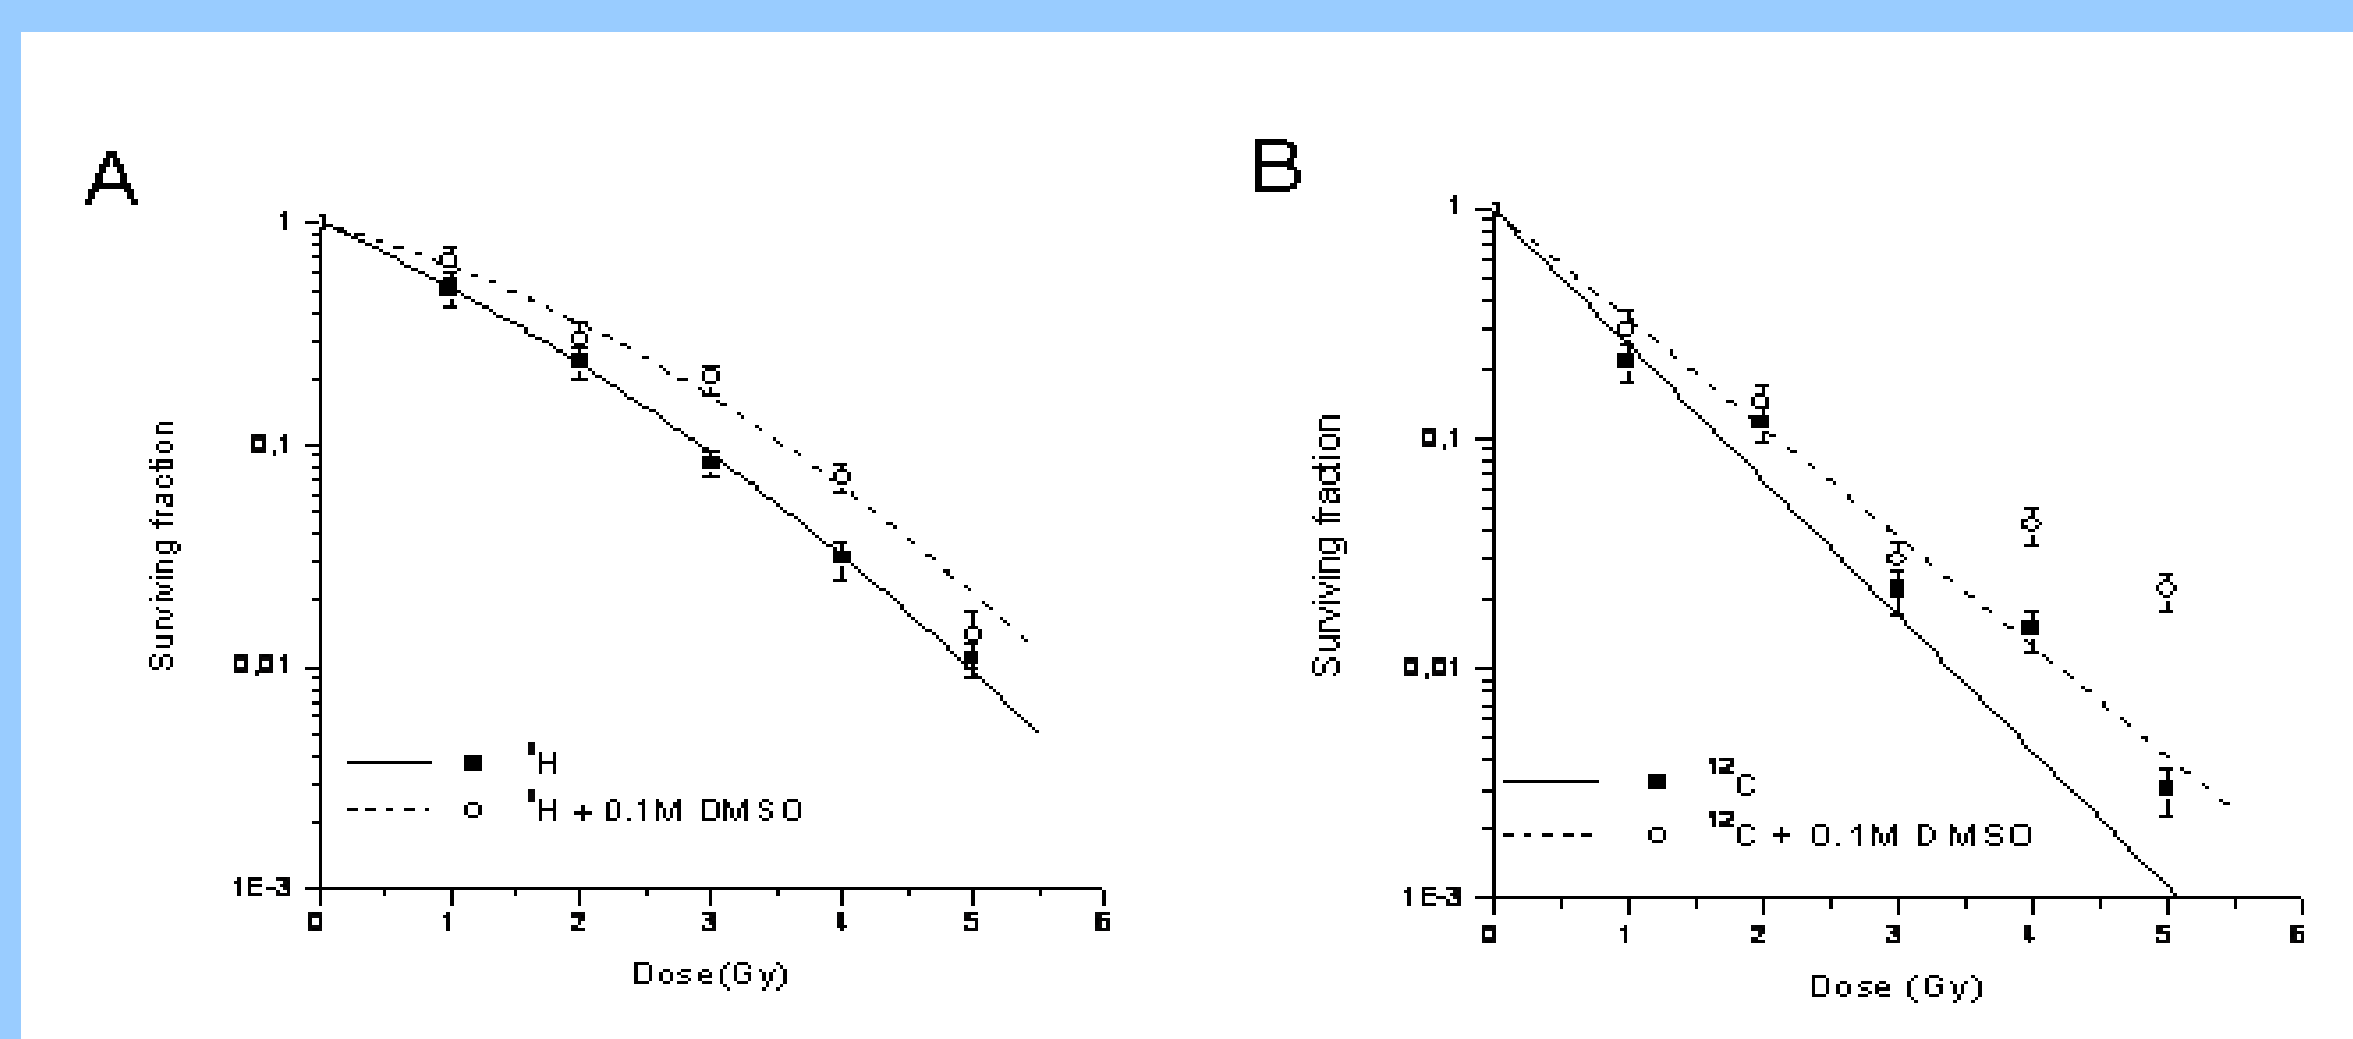 A
B
1
0,1
0,01
1E-3
Surviving fraction
0
1
2
3
4
5
6
Dose(Gy)
¹H
¹H + 0.1M DMSO
1
0,1
0,01
1E-3
Surviving fraction
0
1
2
3
4
5
6
Dose (Gy)
¹²C
¹²C + 0.1M DMSO